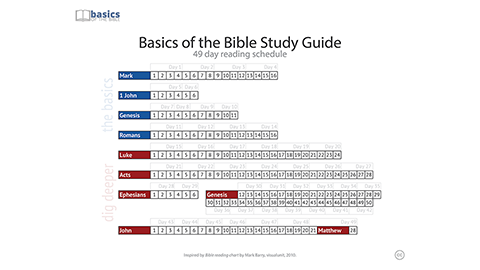 basics
OF THE BIBLE
Basics of the Bible Study Guide
49 day reading schedule
the basics
Day 1 Day 2 Day 3 Day 4
Mark 1 2 3 4 5 6 7 8 9 10 11 12 13 14 15 16
Day 5 Day 6
1 John 1 2 3 4 5 6
Day 7 Day 8 Day 9 Day 10
Genesis 1 2 3 4 5 6 7 8 9 10 11
Day 11 Day 12 Day 13 Day 14
Romans 1 2 3 4 5 6 7 8 9 10 11 12 13 14 15 16
dig deeper
Day 15 Day 16 Day 17 Day 18 Day 19 Day 20
Luke 1 2 3 4 5 6 7 8 9 10 11 12 13 14 15 16 17 18 19 20 21 22 23 24
Day 21 Day 22 Day 23 Day 24 Day 25 Day 26 Day 27
Acts 1 2 3 4 5 6 7 8 9 10 11 12 13 14 15 16 17 18 19 20 21 22 23 24 25 26 27 28
Day 28 Day 29 Day 30 Day 31 Day 32 Day 33 Day 34 Day 35
Ephesians 1 2 3 4 5 6 Genesis 12 13 14 15 16 17 18 19 20 21 22 23 24 25 26 27 28 29
30 31 32 33 34 35 36 37 38 39 40 41 42 43 44 45 46 47 48 49 50
Day 36 Day 37 Day 38 Day 39 Day 40 Day 41 Day 42
Day 43 Day 44 Day 45 Day 46 Day 47 Day 48 Day 49
John 1 2 3 4 5 6 7 8 9 10 11 12 13 14 15 16 17 18 19 20 21 Matthew 28
Inspired by Bible reading chart by Mark Barry, visualunit, 2010.